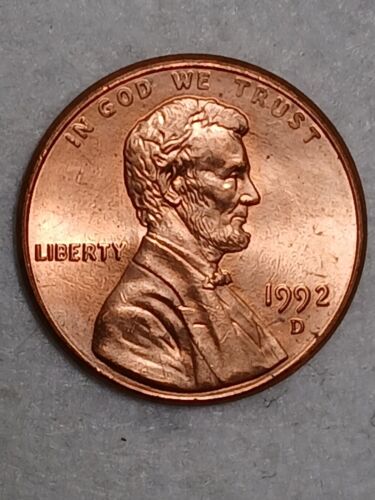 IN GOD WE TRUST
LIBERTY
1992
D